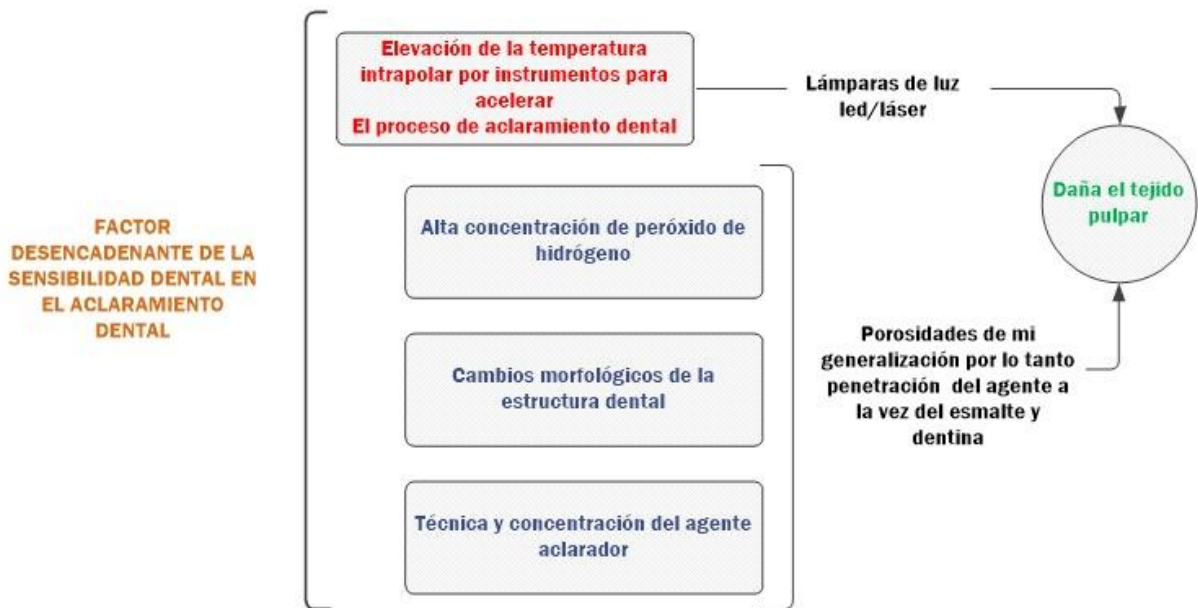 FACTOR
DESENCADENANTE DE LA
SENSIBILIDAD DENTAL EN
EL ACLARAMIENTO
DENTAL
Elevación de la temperatura
intrapolar por instrumentos para
acelerar
El proceso de aclaramiento dental
Alta concentración de peróxido de
hidrógeno
Cambios morfológicos de la
estructura dental
Técnica y concentración del agente
aclarador
Lámparas de luz
led/láser
Porosidades de mi
generalización por lo tanto
penetración del agente a
la vez del esmalte y
dentina
Daña el tejido
pulpar